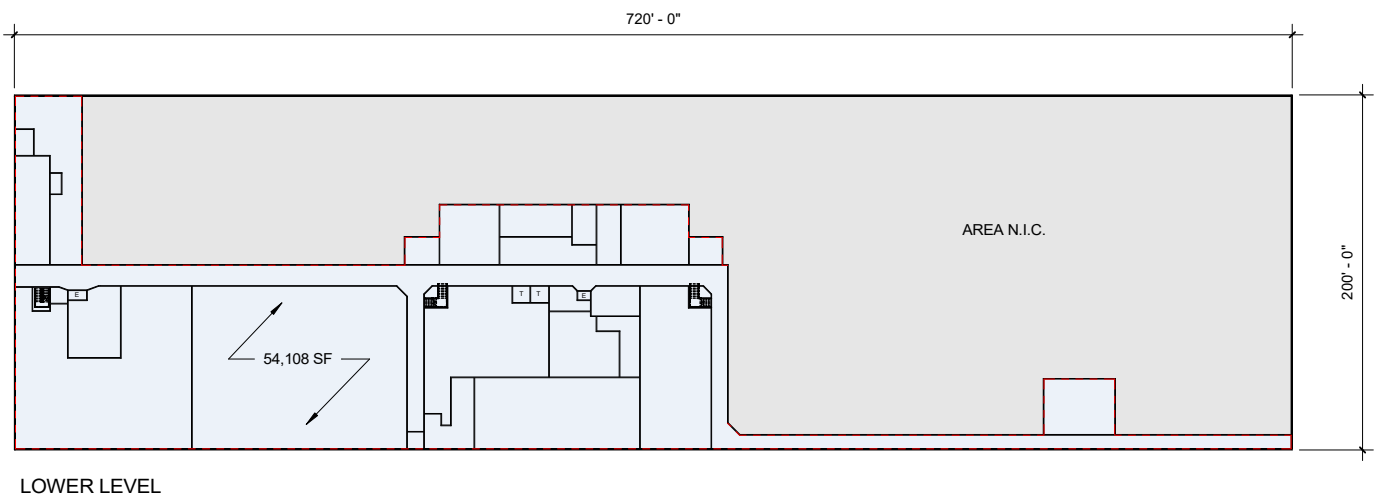 720' - 0"
AREA N.I.C.
200' - 0"
E
T T
E
54,108 SF
LOWER LEVEL